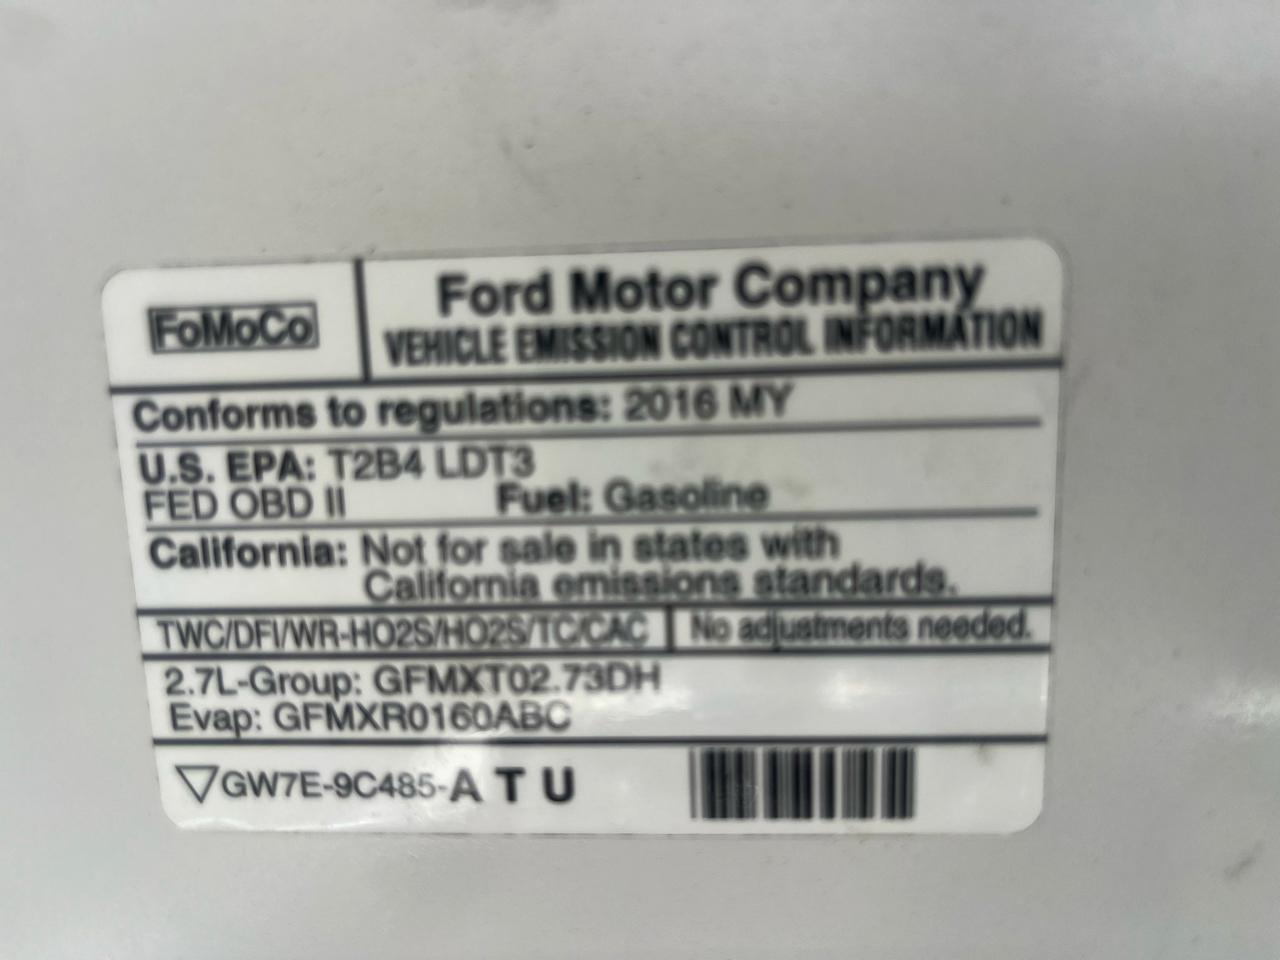 FoMoCo
Ford Motor Company
VEHICLE EMISSION CONTROL INFORMATION
Conforms to regulations: 2016 MY
U.S. EPA: T2B4 LDT3
FED OBD II Fuel: Gasoline
California: Not for sale in states with
California emissions standards.
TWC/DFI/WR-HO2S/HO2S/TC/CAC No adjustments needed.
2.7L-Group: GFMXT02.73DH
Evap: GFMXR0160ABC
GW7E-9C485-A T U